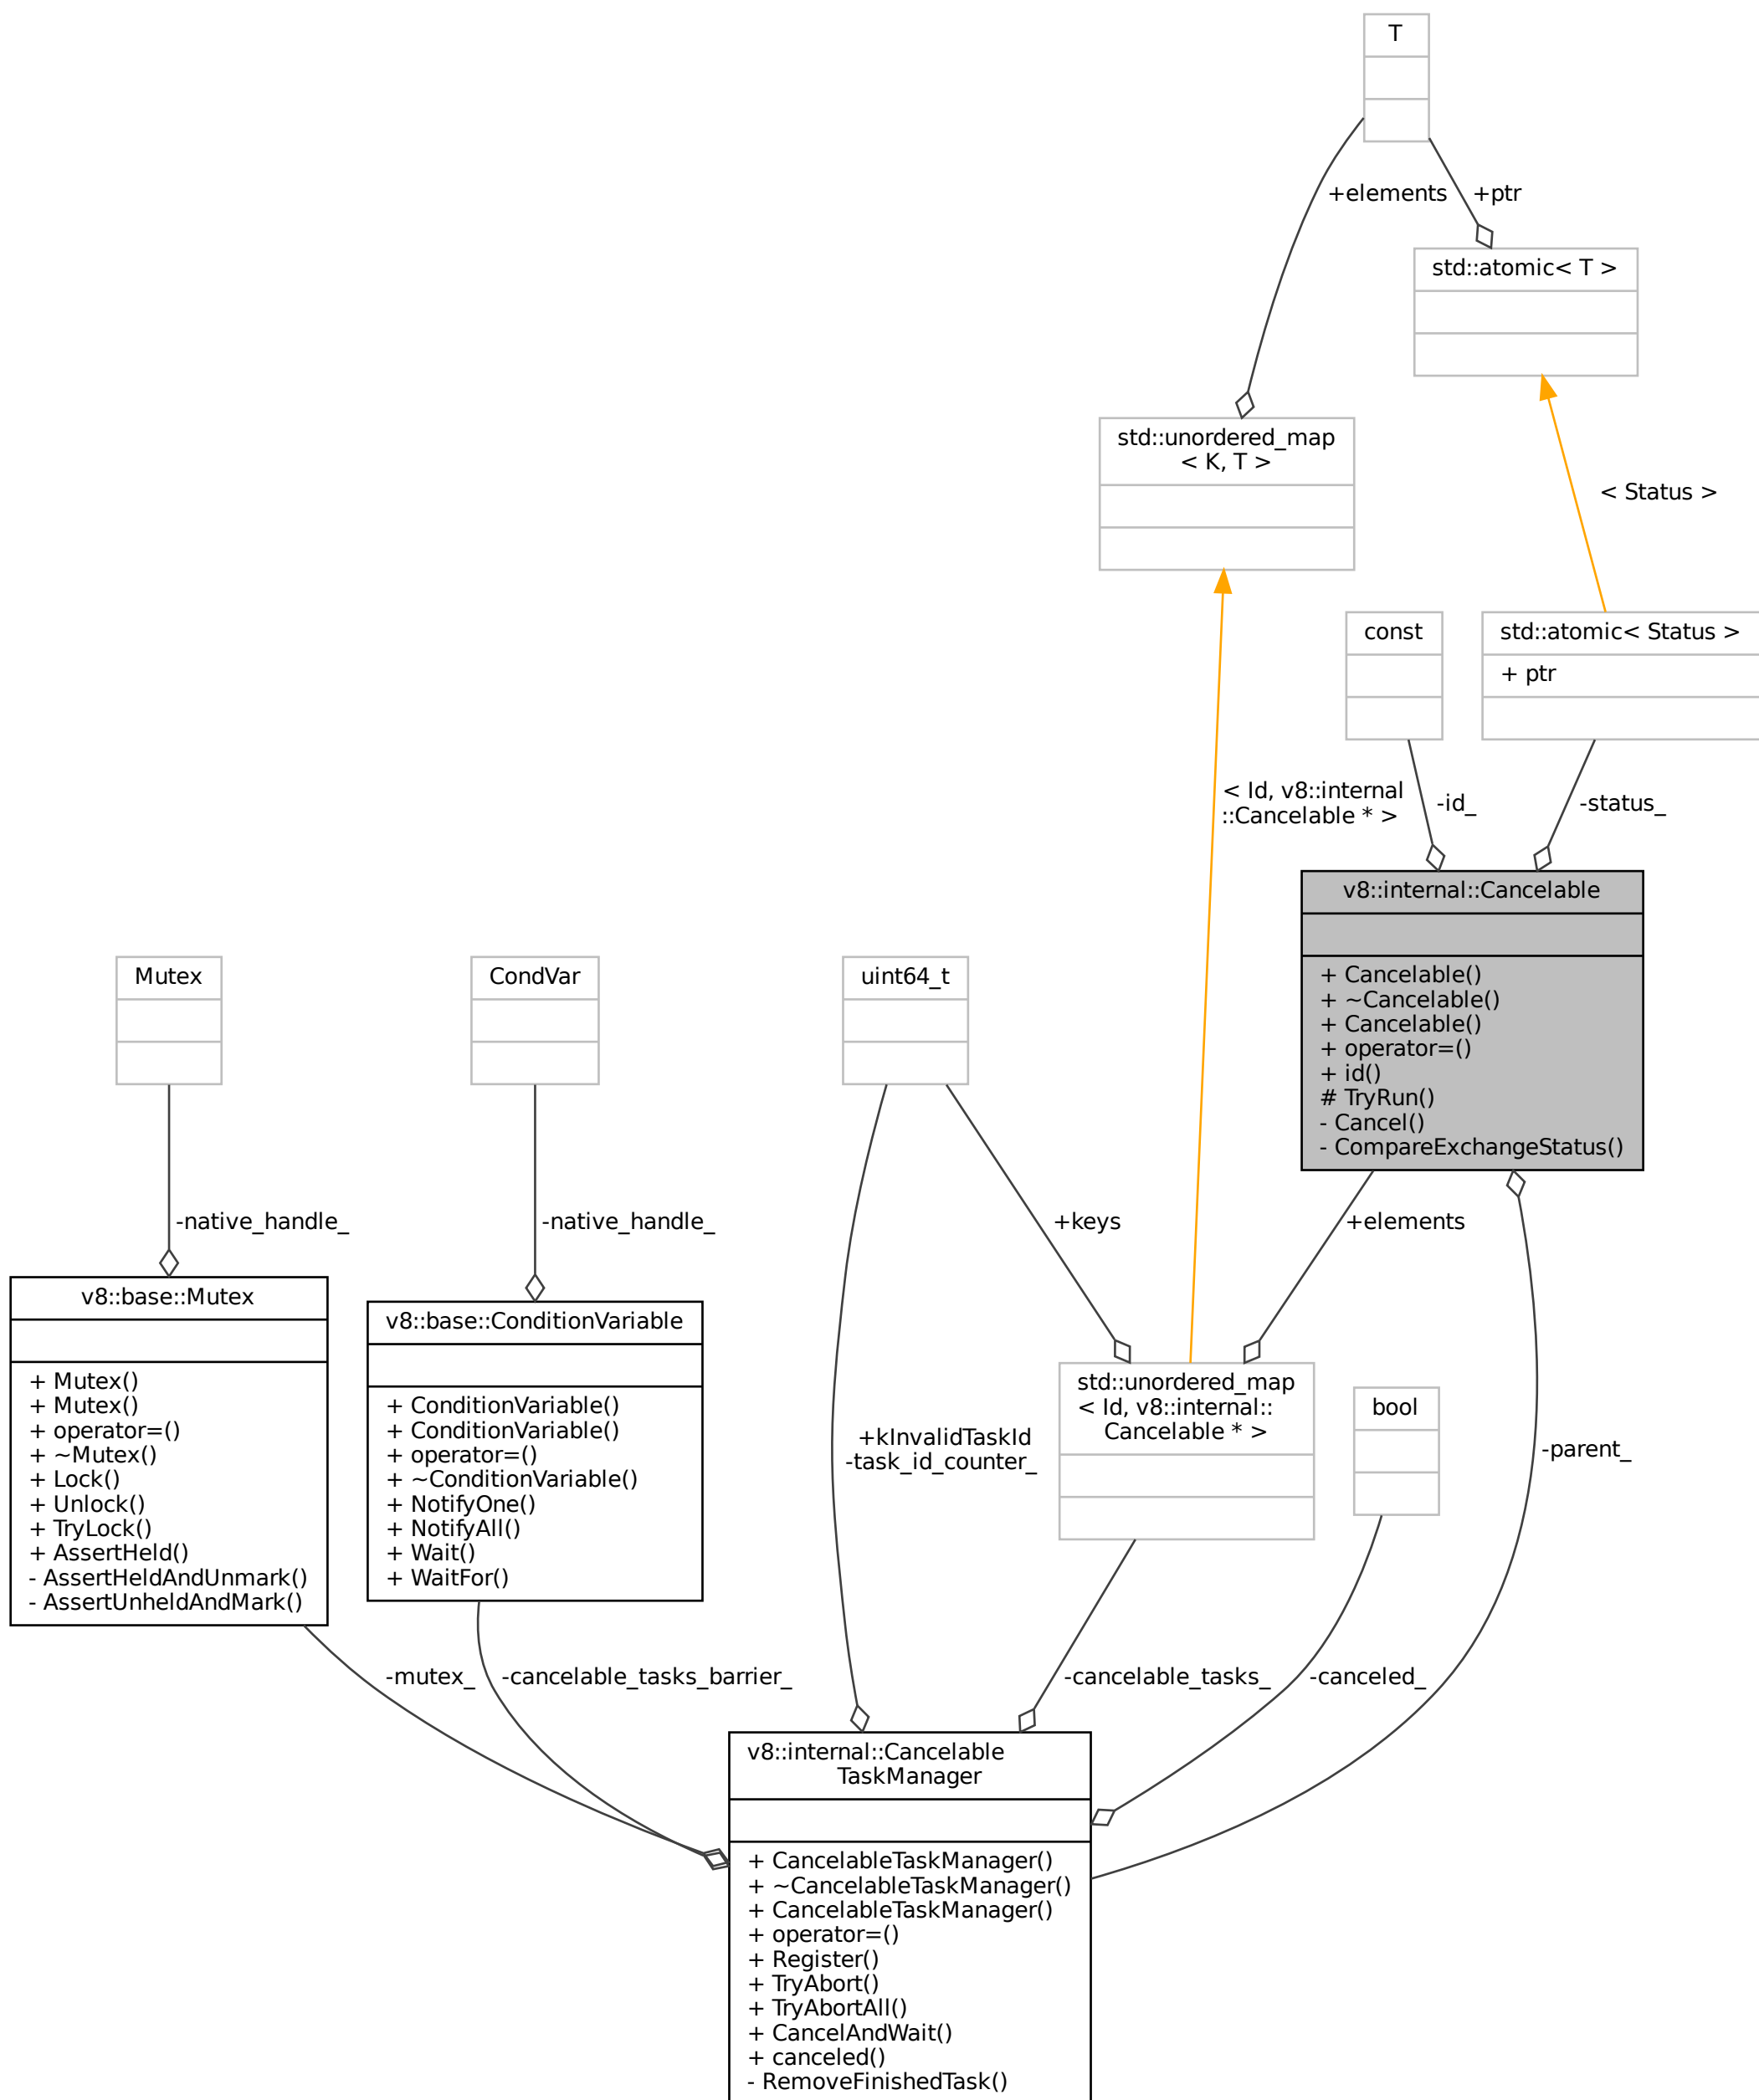 T
+elements
+ptr
std::atomic< T >
std::unordered_map
< K, T >
< Status >
const
std::atomic< Status >
+ ptr
< Id, v8::internal
::Cancelable * >
-id_
-status_
v8::internal::Cancelable
+ Cancelable()
+ ~Cancelable()
+ Cancelable()
+ operator=()
+ id()
# TryRun()
- Cancel()
- CompareExchangeStatus()
Mutex
CondVar
uint64_t
-native_handle_
-native_handle_
+keys
+elements
v8::base::Mutex
+ Mutex()
+ Mutex()
+ operator=()
+ ~Mutex()
+ Lock()
+ Unlock()
+ TryLock()
+ AssertHeld()
- AssertHeldAndUnmark()
- AssertUnheldAndMark()
v8::base::ConditionVariable
+ ConditionVariable()
+ ConditionVariable()
+ operator=()
+ ~ConditionVariable()
+ NotifyOne()
+ NotifyAll()
+ Wait()
+ WaitFor()
+kInvalidTaskId
-task_id_counter_
std::unordered_map
< Id, v8::internal::
Cancelable * >
bool
-parent_
-mutex_
-cancelable_tasks_barrier_
-cancelable_tasks_
-canceled_
v8::internal::Cancelable
TaskManager
+ CancelableTaskManager()
+ ~CancelableTaskManager()
+ CancelableTaskManager()
+ operator=()
+ Register()
+ TryAbort()
+ TryAbortAll()
+ CancelAndWait()
+ canceled()
- RemoveFinishedTask()